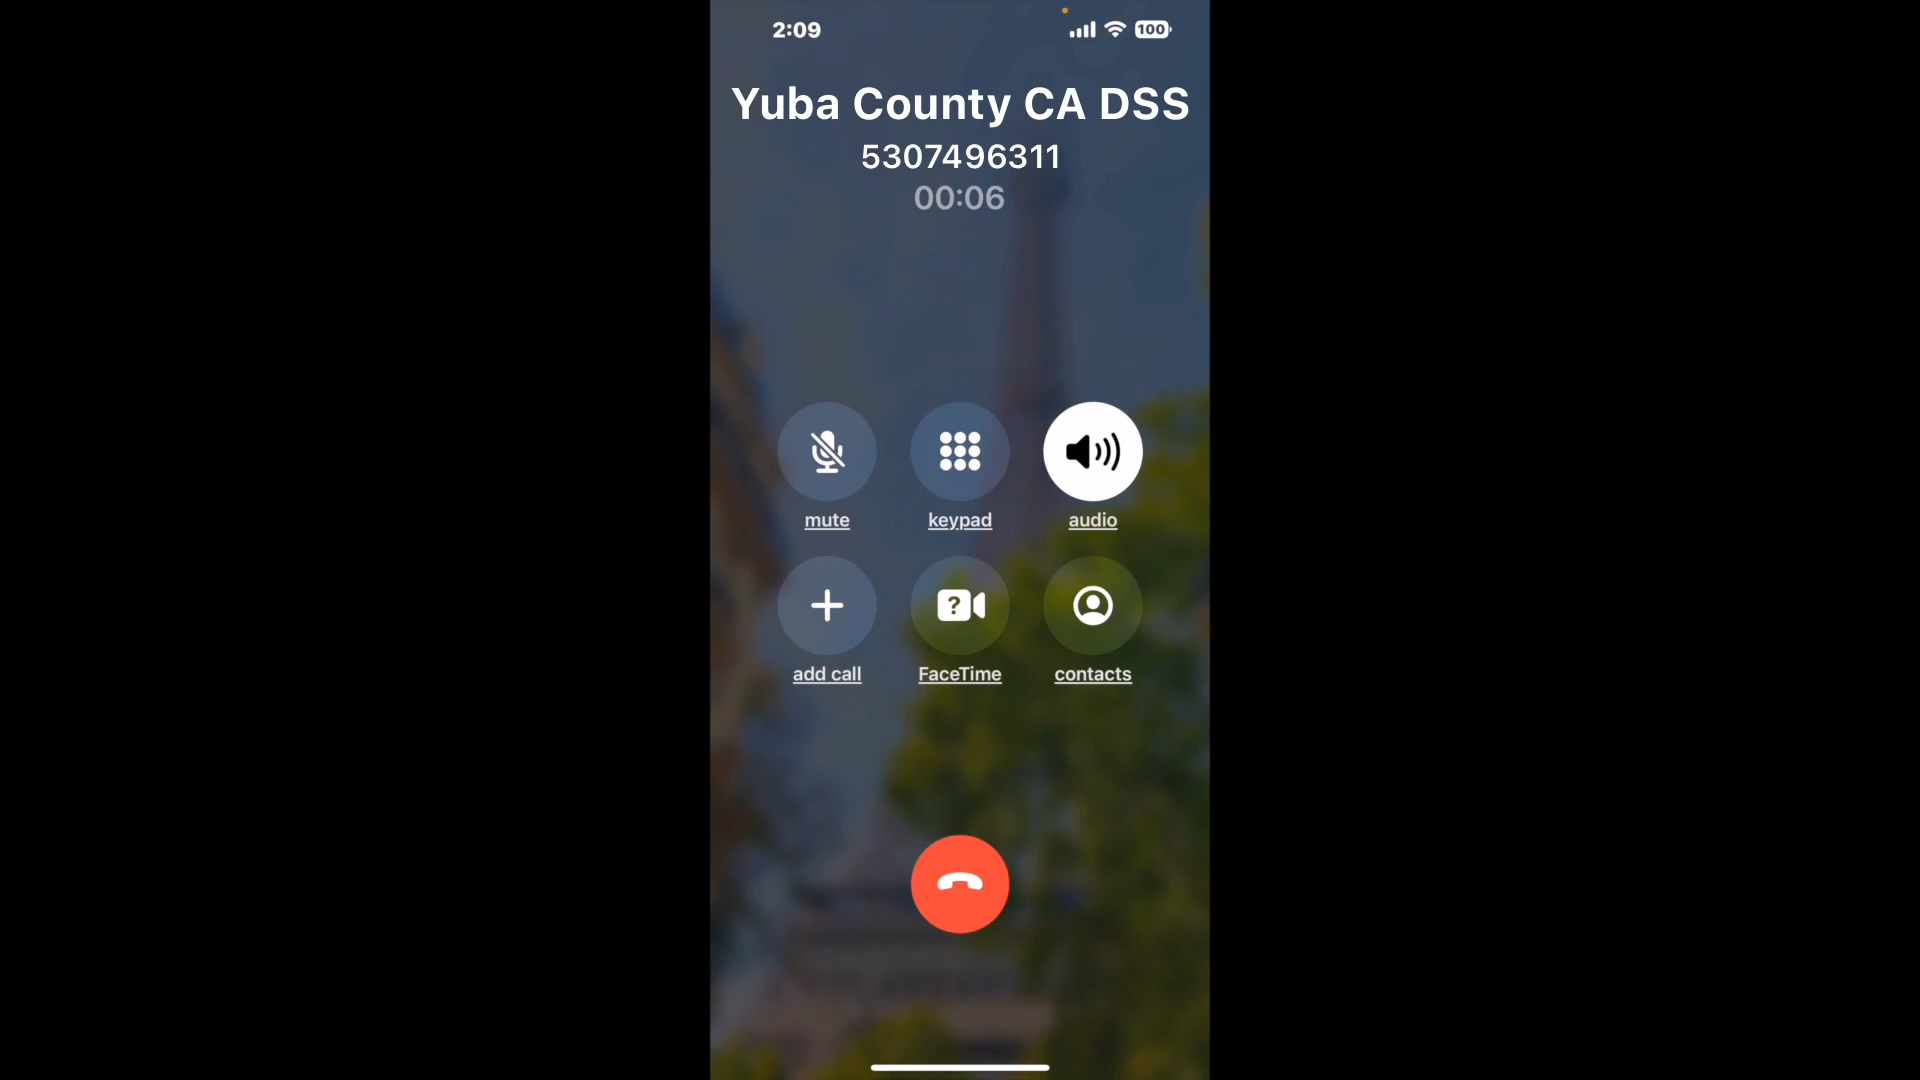 2:09
100
Yuba County CA DSS
5307496311
00:06
mute
keypad
audio
?
add call
FaceTime
contacts